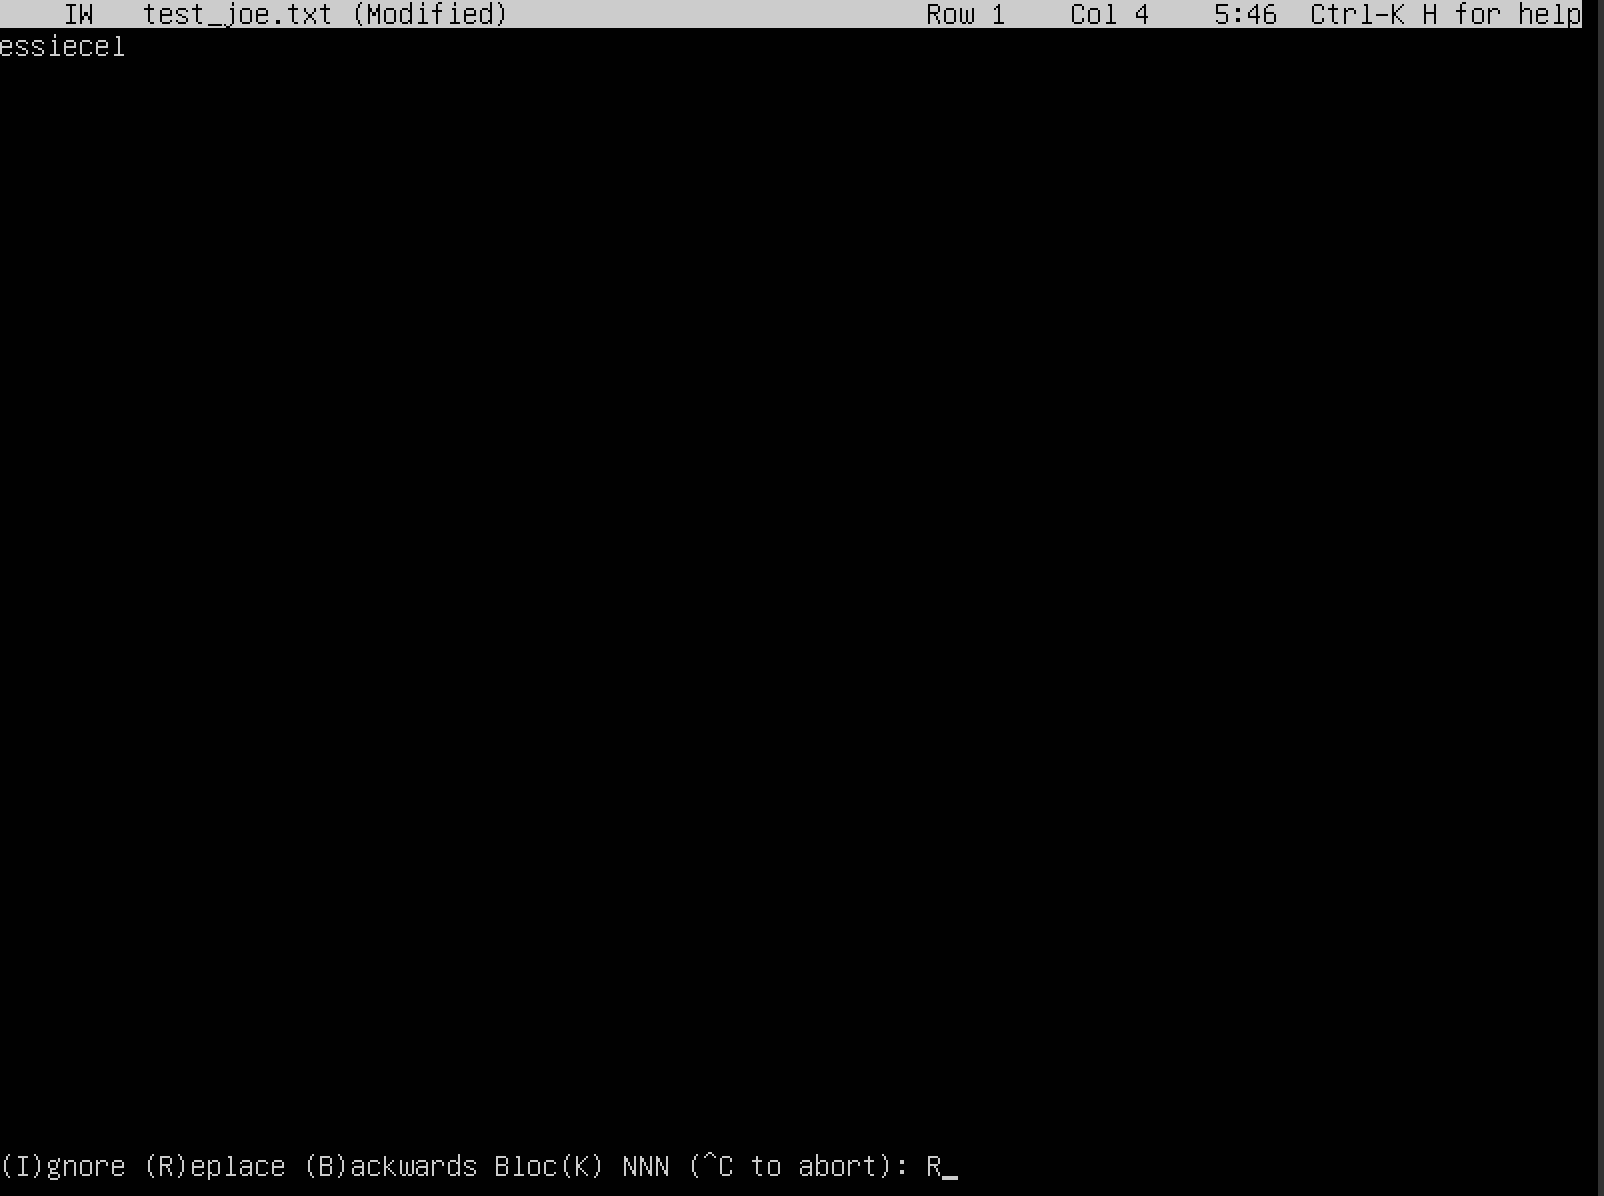 IW test_joe.txt (Modified) Row 1 Col 4 5:46 Ctrl-K H for help
essiecel
(I)gnore (R)eplace (B)ackwards Bloc(K) NNN (^C to abort): R_